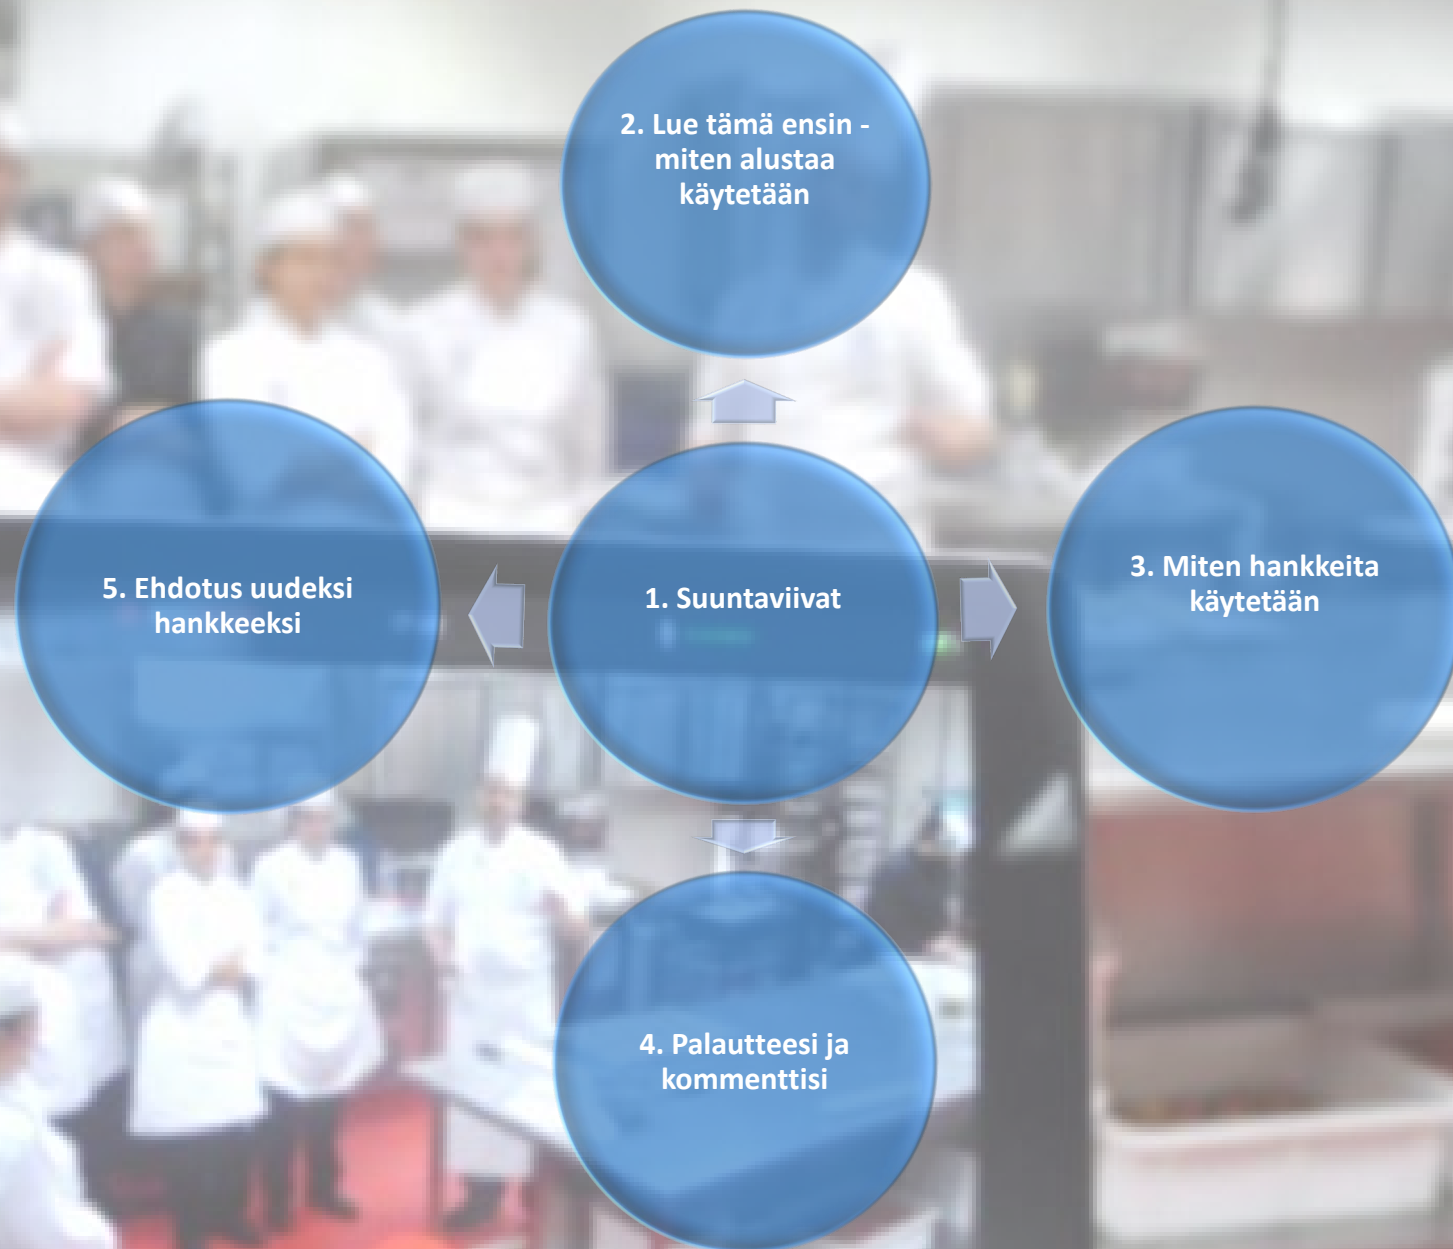 2. Lue tämä ensin -
miten alustaa
käytetään
5. Ehdotus uudeksi
hankkeeksi
1. Suuntaviivat
3. Miten hankkeita
käytetään
4. Palautteesi ja
kommenttisi